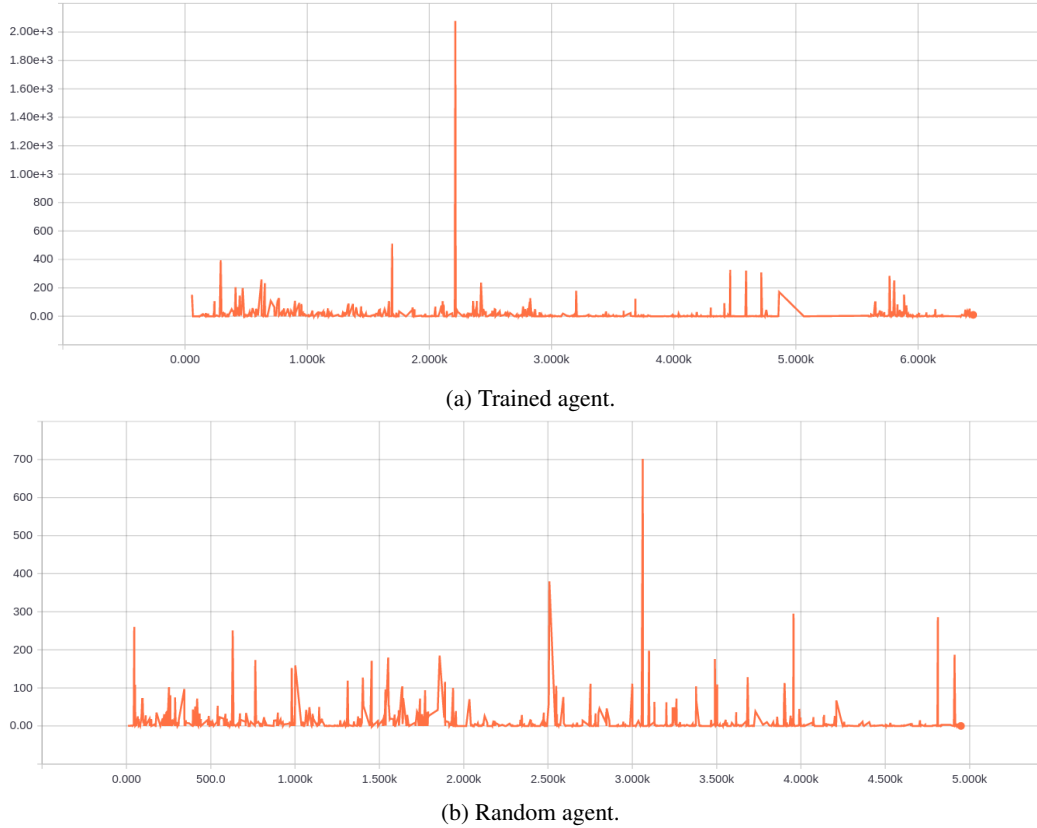 2.00e+3
1.80e+3
1.60e+3
1.40e+3
1.20e+3
1.00e+3
800
600
400
200
0.00
0.000 1.000k 2.000k 3.000k 4.000k 5.000k 6.000k
(a) Trained agent.
700
600
500
400
300
200
100
0.00
0.000 500.0 1.000k 1.500k 2.000k 2.500k 3.000k 3.500k 4.000k 4.500k 5.000k
(b) Random agent.